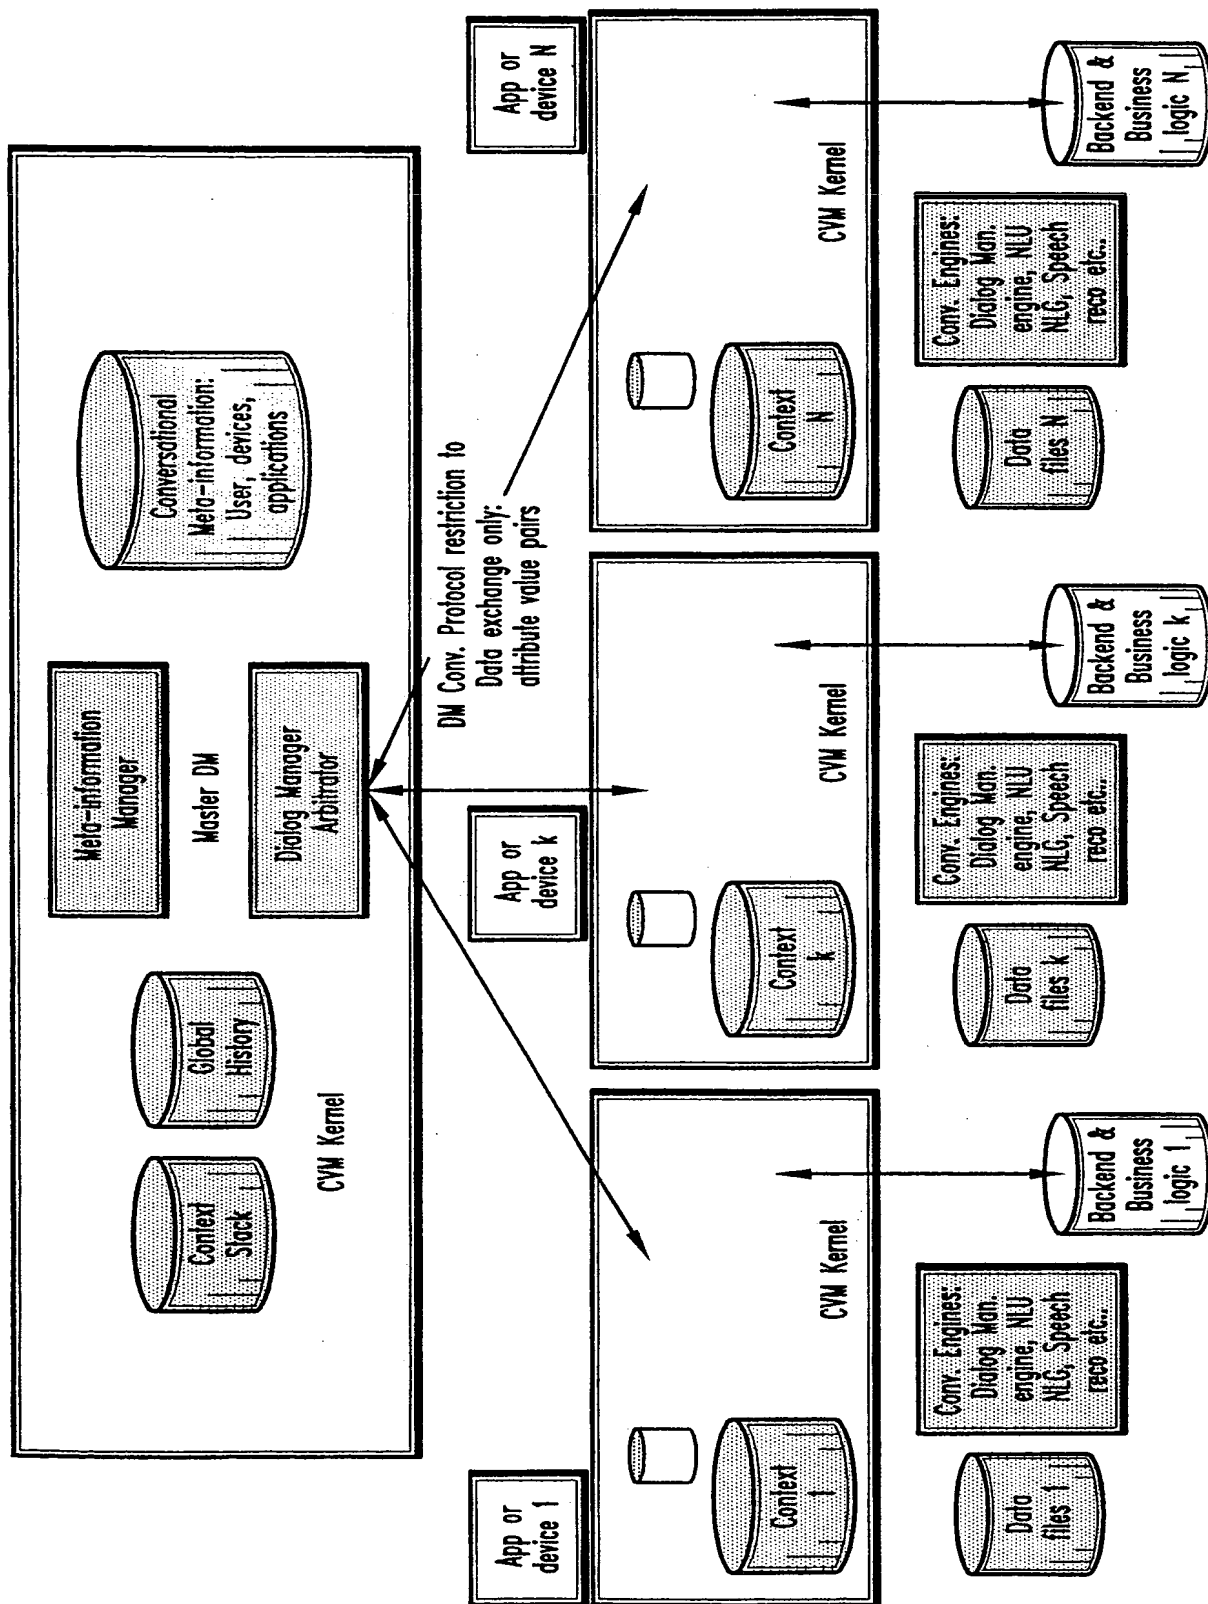 Context
Stack
Global
History
CVM Kernel
Meta-information
Manager
Master DM
Dialog Manager
Arbitrator
Conversational
Meta-information:
User, devices,
applications
DM Conv. Protocol restriction to
Data exchange only:
attribute value pairs
App or
device 1
Context
1
CVM Kernel
App or
device k
Context
k
CVM Kernel
App or
device N
Context
N
CVM Kernel
Data
files 1
Conv. Engines:
Dialog Man.
engine, NLU
NLG, Speech
reco etc..
Backend &
Business
logic 1
Data
files k
Conv. Engines:
Dialog Man.
engine, NLU
NLG, Speech
reco etc..
Backend &
Business
logic k
Data
files N
Conv. Engines:
Dialog Man.
engine, NLU
NLG, Speech
reco etc..
Backend &
Business
logic N